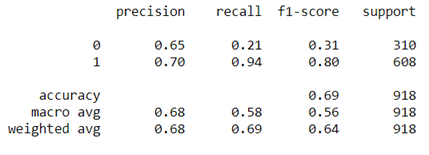 precision recall f1-score support
0 0.65 0.21 0.31 310
1 0.70 0.94 0.80 608
accuracy 0.69 918
macro avg 0.68 0.58 0.56 918
weighted avg 0.68 0.69 0.64 918